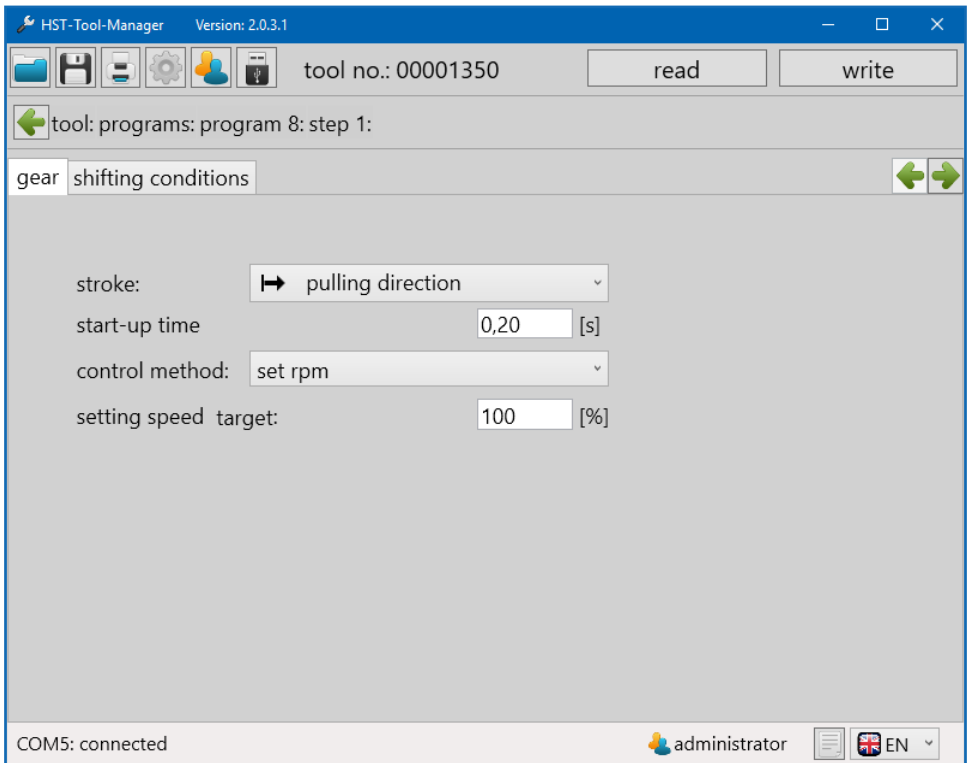 HST-Tool-Manager Version: 2.0.3.1
tool no.: 00001350 read write
tool: programs: program 8: step 1:
gear shifting conditions
stroke: pulling direction
start-up time 0,20 [s]
control method: set rpm
setting speed target: 100 [%]
COM5: connected administrator EN